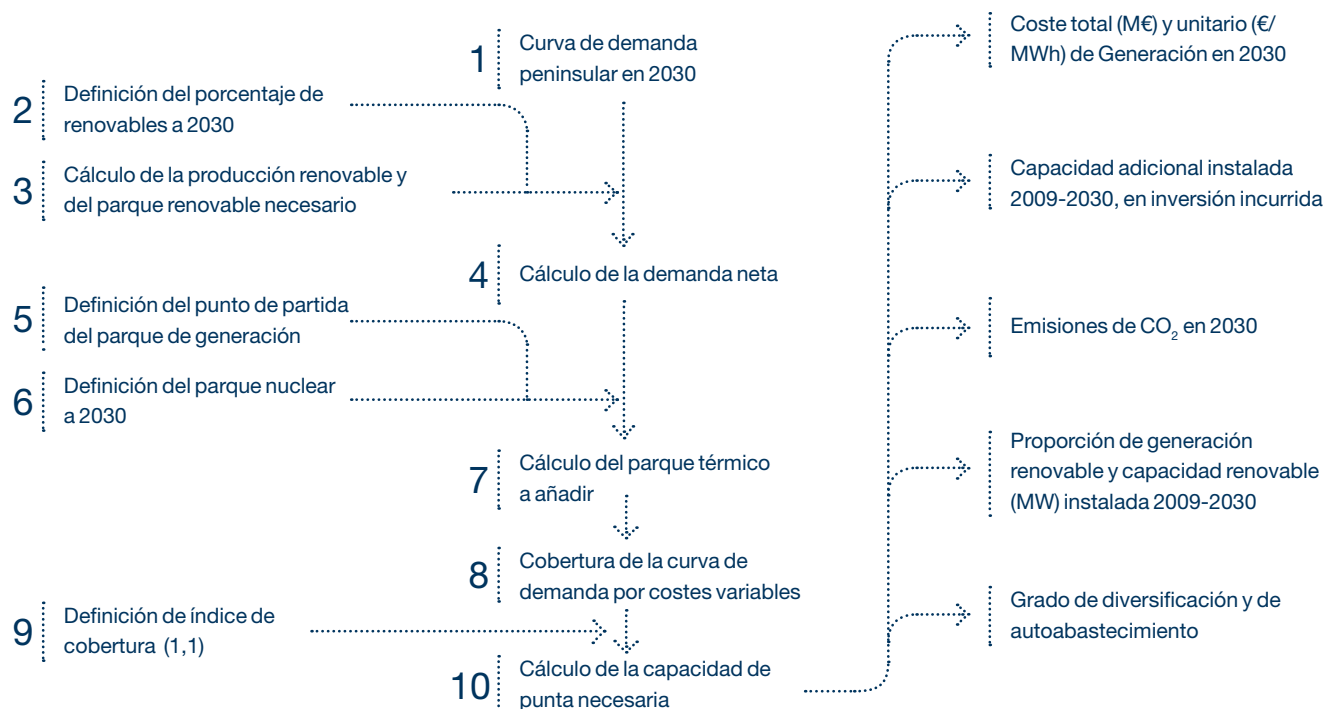 1
Curva de demanda
peninsular en 2030
2
Definición del porcentaje de
renovables a 2030
3
Cálculo de la producción renovable y
del parque renovable necesario
4
Cálculo de la demanda neta
5
Definición del punto de partida
del parque de generación
6
Definición del parque nuclear
a 2030
7
Cálculo del parque térmico
a añadir
8
Cobertura de la curva de
demanda por costes variables
9
Definición de índice de
cobertura (1,1)
10
Cálculo de la capacidad de
punta necesaria
Coste total (M€) y unitario (€/
MWh) de Generación en 2030
Capacidad adicional instalada
2009-2030, en inversión incurrida
Emisiones de CO₂ en 2030
Proporción de generación
renovable y capacidad renovable
(MW) instalada 2009-2030
Grado de diversificación y de
autoabastecimiento